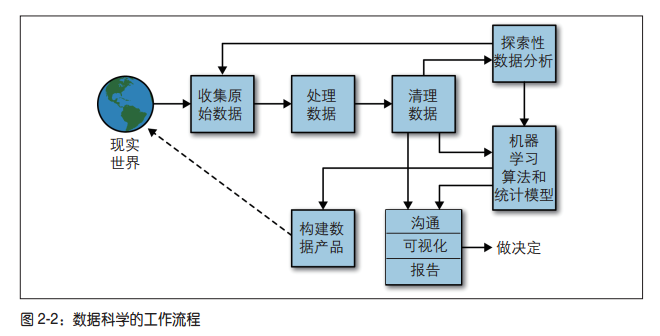 探索性
数据分析
收集原
始数据
处理
数据
清理
数据
现实
世界
机器
学习
算法和
统计模型
构建数
据产品
沟通
可视化
报告
做决定
图 2-2：数据科学的工作流程